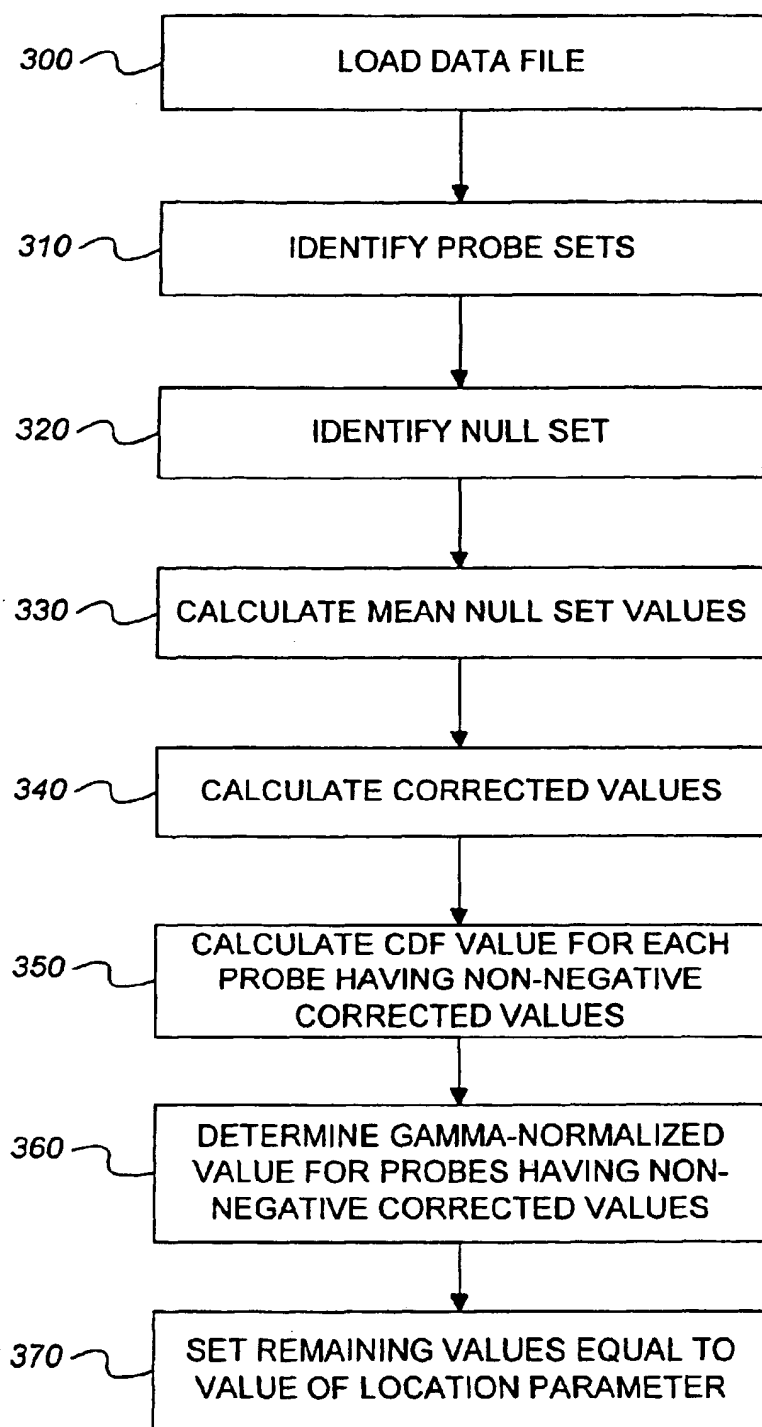 300
LOAD DATA FILE
310
IDENTIFY PROBE SETS
320
IDENTIFY NULL SET
330
CALCULATE MEAN NULL SET VALUES
340
CALCULATE CORRECTED VALUES
350
CALCULATE CDF VALUE FOR EACH
PROBE HAVING NON-NEGATIVE
CORRECTED VALUES
360
DETERMINE GAMMA-NORMALIZED
VALUE FOR PROBES HAVING NON-
NEGATIVE CORRECTED VALUES
370
SET REMAINING VALUES EQUAL TO
VALUE OF LOCATION PARAMETER